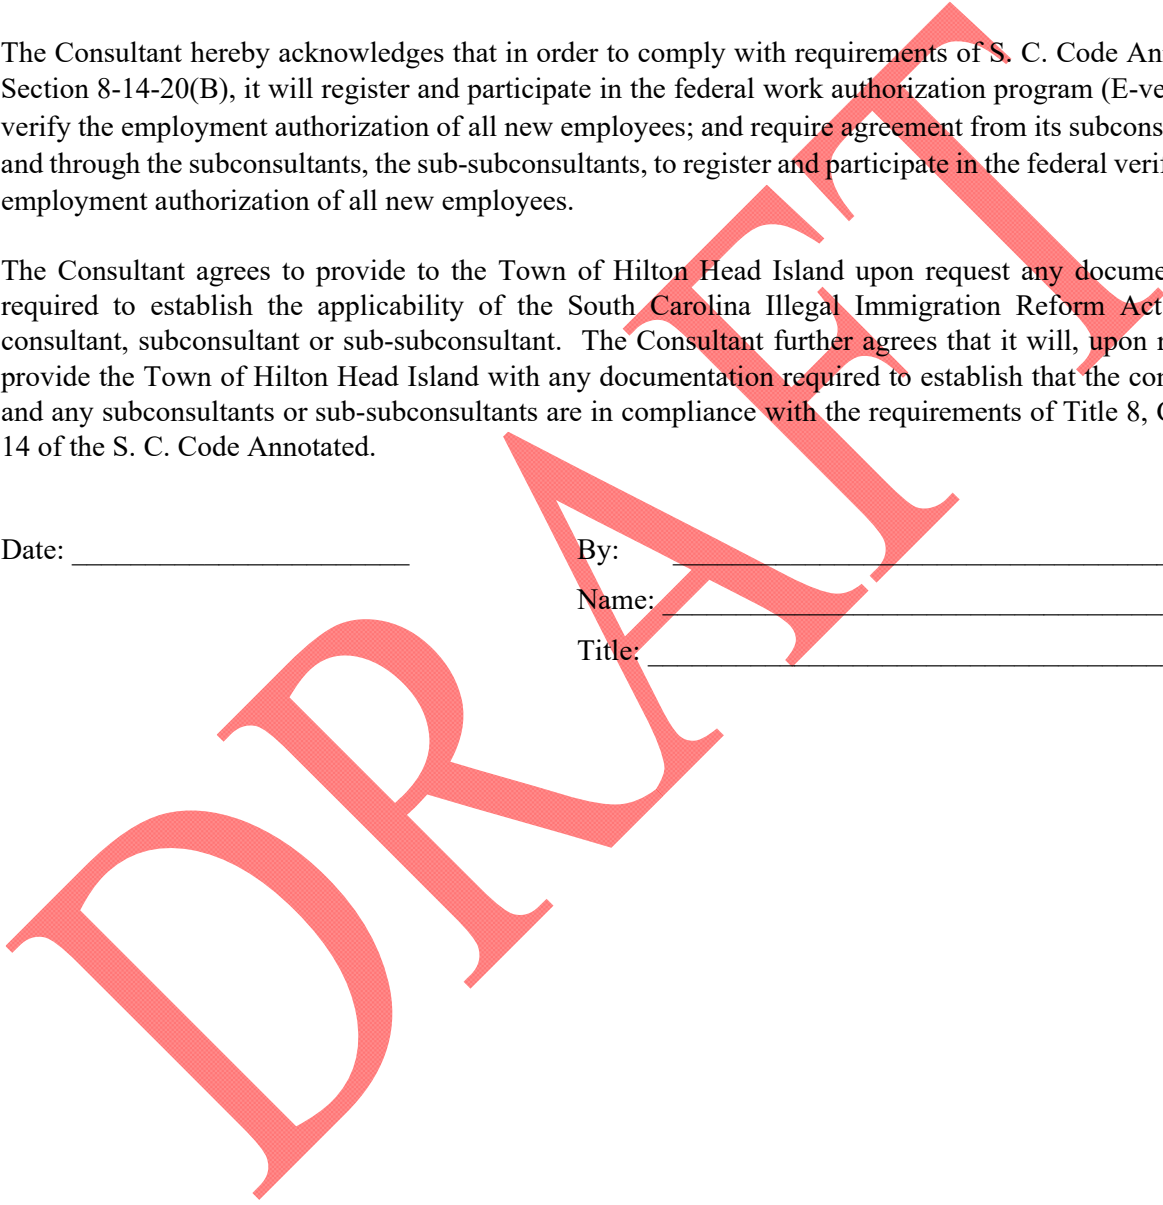 The Consultant hereby acknowledges that in order to comply with requirements of S. C. Code An
Section 8-14-20(B), it will register and participate in the federal work authorization program (E-ve
verify the employment authorization of all new employees; and require agreement from its subcons
and through the subconsultants, the sub-subconsultants, to register and participate in the federal veri
employment authorization of all new employees.
The Consultant agrees to provide to the Town of Hilton Head Island upon request any docume
required to establish the applicability of the South Carolina Illegal Immigration Reform Act
consultant, subconsultant or sub-subconsultant. The Consultant further agrees that it will, upon
provide the Town of Hilton Head Island with any documentation required to establish that the co
and any subconsultants or sub-subconsultants are in compliance with the requirements of Title 8,
14 of the S. C. Code Annotated.
Date: _______________________ By: __________________________________
Name: __________________________________
Title: ___________________________________
DRAFT